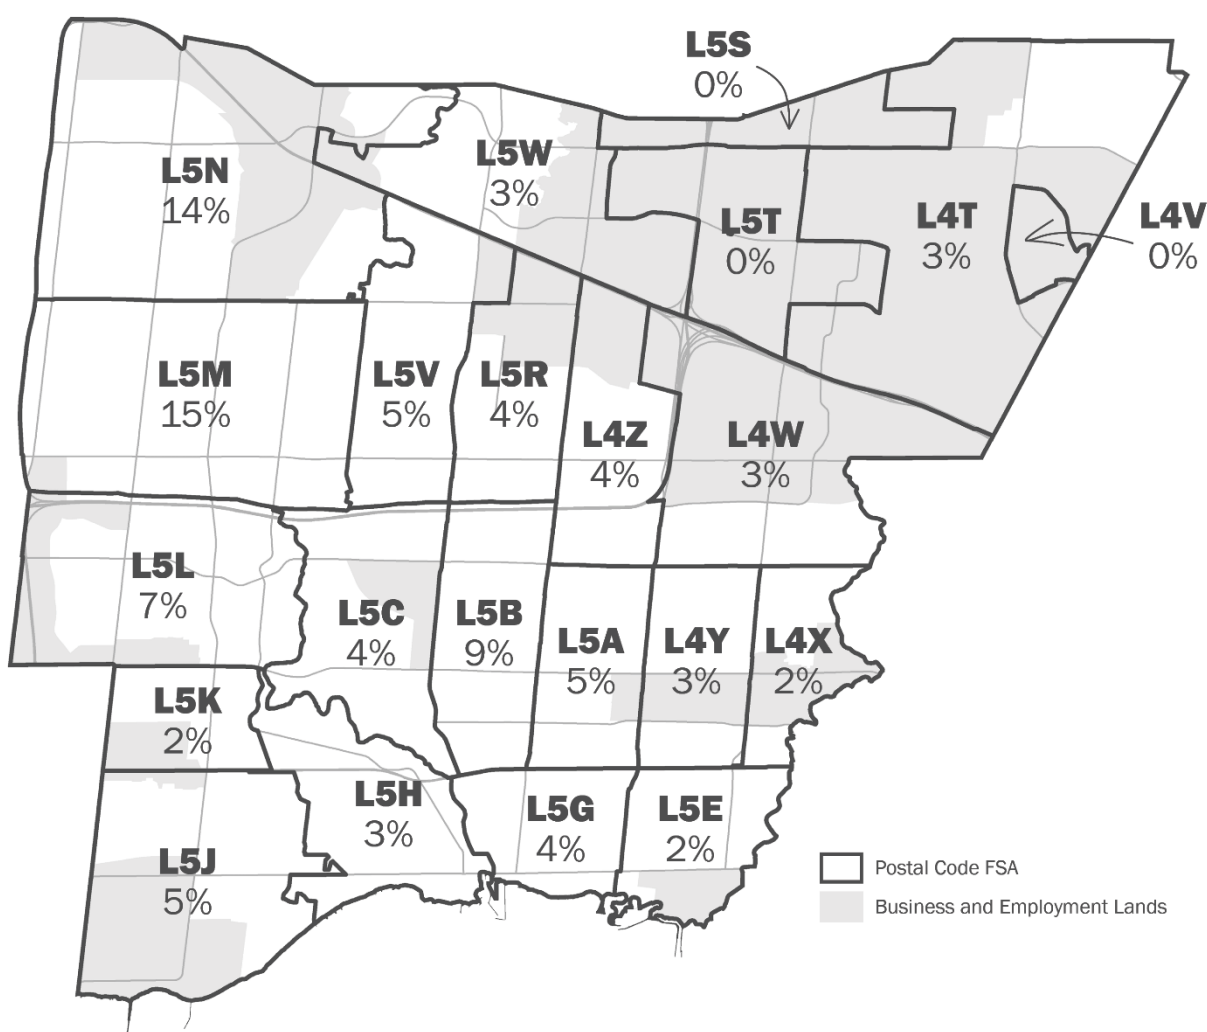 L5S
0%
L5W
3%
L5N
14%
L5T
0%
L4T
3%
L4V
0%
L5M
15%
L5V
5%
L5R
4%
L4Z
4%
L4W
3%
L5L
7%
L5C
4%
L5B
9%
L5A
5%
L4Y
3%
L4X
2%
L5K
2%
L5H
3%
L5G
4%
L5E
2%
L5J
5%
Postal Code FSA
Business and Employment Lands